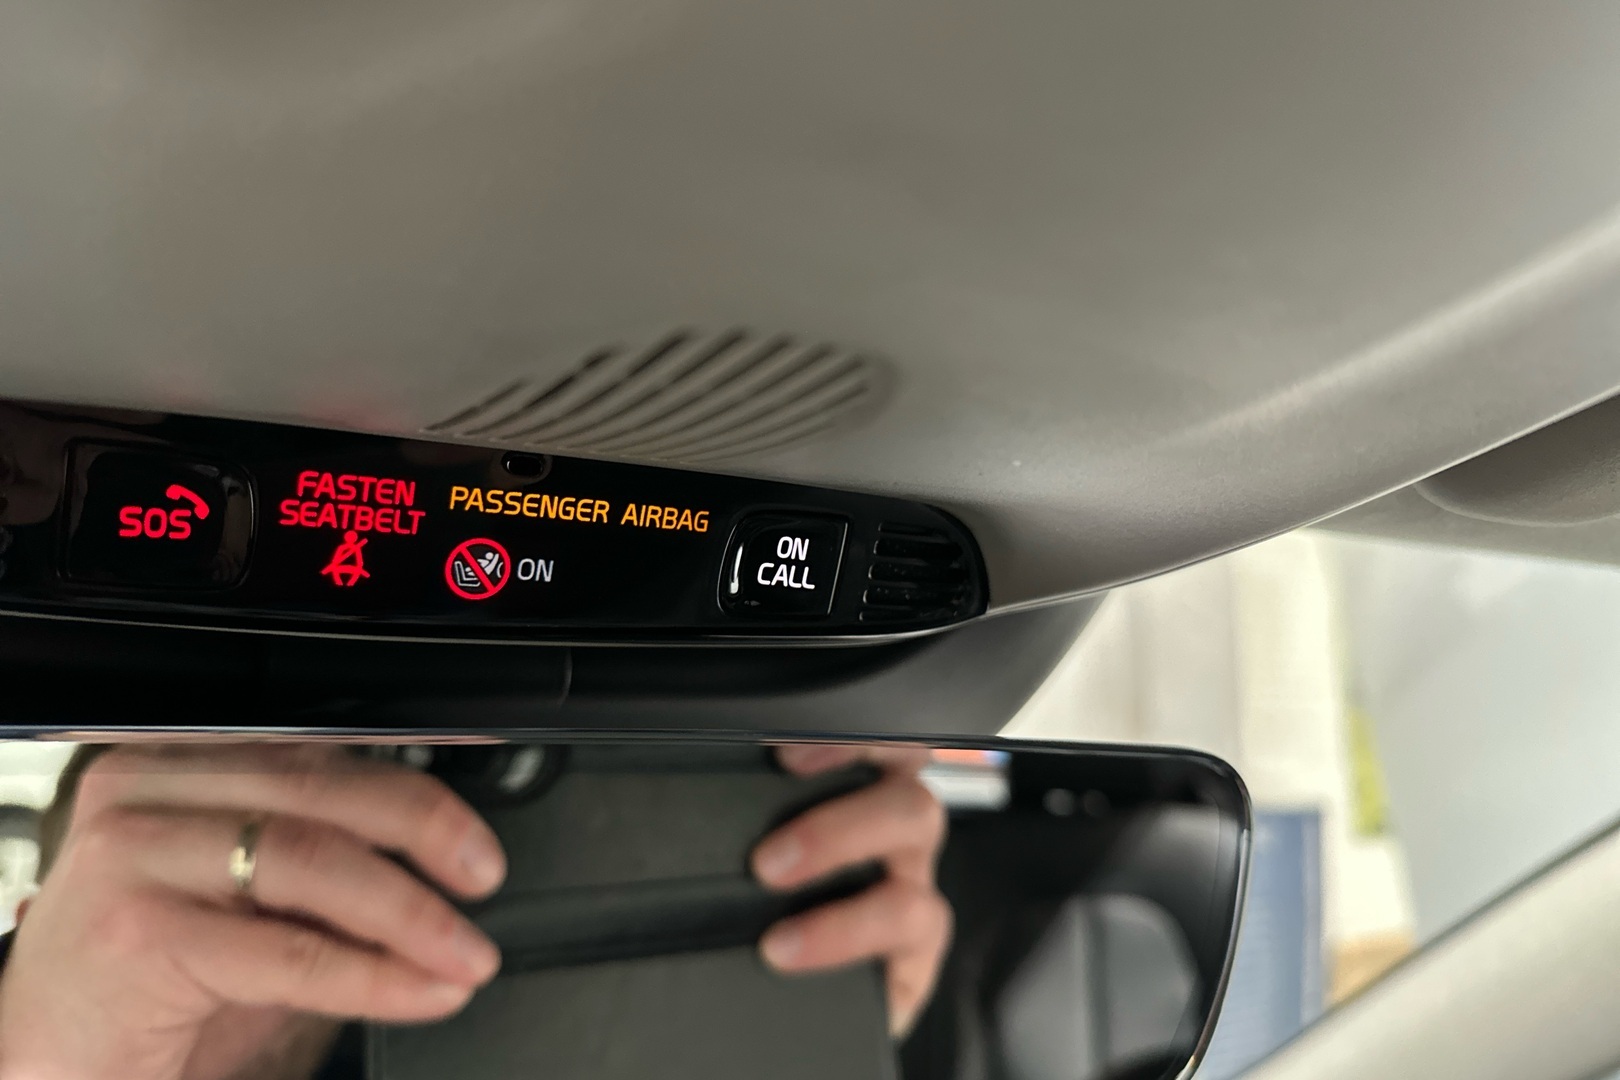 SOS
FASTEN
SEATBELT
PASSENGER AIRBAG
ON
ON
CALL